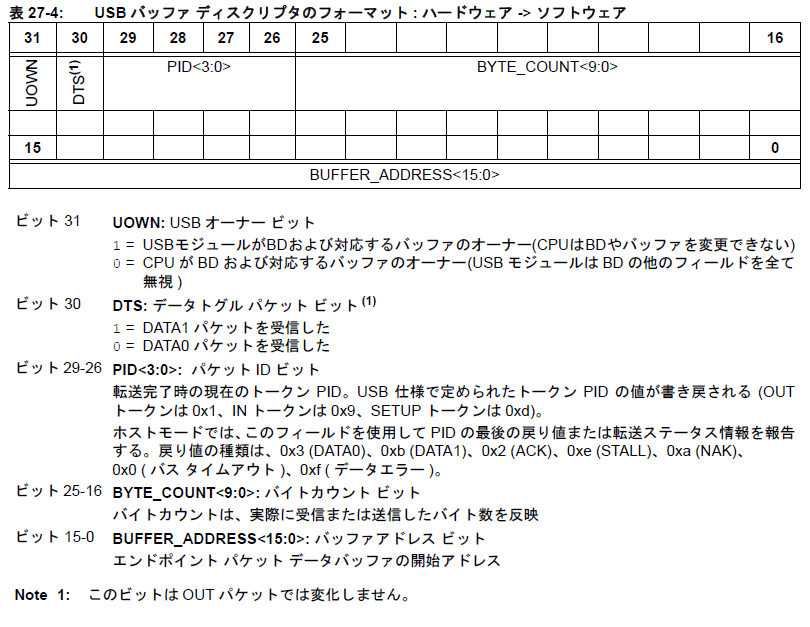 表 27-4: USB バッファ ディスクリプタのフォーマット : ハードウェア -> ソフトウェア
31 30 29 28 27 26 25 16
UOWN DTS(1) PID<3:0> BYTE_COUNT<9:0>
15 0
BUFFER_ADDRESS<15:0>
ビット 31 UOWN: USB オーナー ビット
1 = USBモジュールがBDおよび対応するバッファのオーナー(CPUはBDやバッファを変更できない)
0 = CPU が BD および対応するバッファのオーナー(USB モジュールは BD の他のフィールドを全て
無視 )
ビット 30 DTS: データトグル パケット ビット (1)
1 = DATA1 パケットを受信した
0 = DATA0 パケットを受信した
ビット 29-26 PID<3:0>: パケット ID ビット
転送完了時の現在のトークン PID。USB 仕様で定められたトークン PID の値が書き戻される (OUT
トークンは 0x1、IN トークンは 0x9、SETUP トークンは 0xd)。
ホストモードでは、このフィールドを使用して PID の最後の戻り値または転送ステータス情報を報告
する。戻り値の種類は、0x3 (DATA0)、0xb (DATA1)、0x2 (ACK)、0xe (STALL)、0xa (NAK)、
0x0 ( バス タイムアウト )、0xf ( データエラー )。
ビット 25-16 BYTE_COUNT<9:0>: バイトカウント ビット
バイトカウントは、実際に受信または送信したバイト数を反映
ビット 15-0 BUFFER_ADDRESS<15:0>: バッファアドレス ビット
エンドポイント パケット データバッファの開始アドレス
Note 1: このビットは OUT パケットでは変化しません。